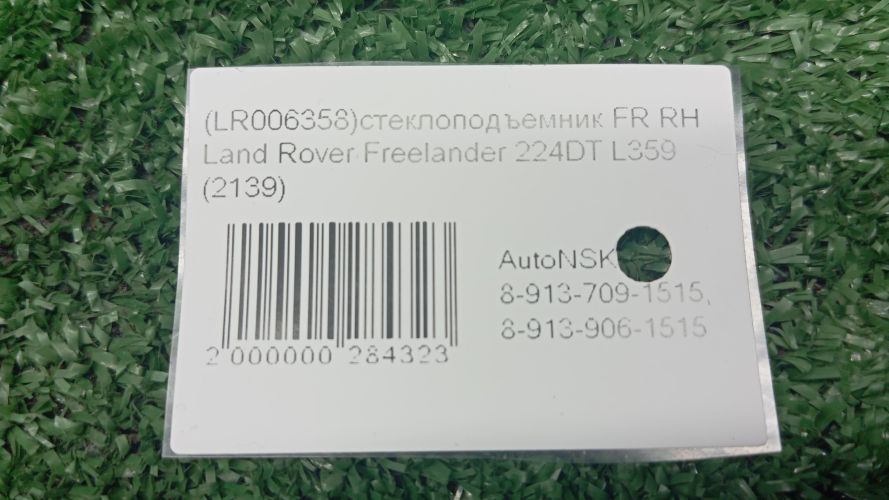 (LR006358)стеклоподъемник FR RH
Land Rover Freelander 224DT L359
(2139)
AutoNSK
8-913-709-1515,
8-913-906-1515
2 000000 284323